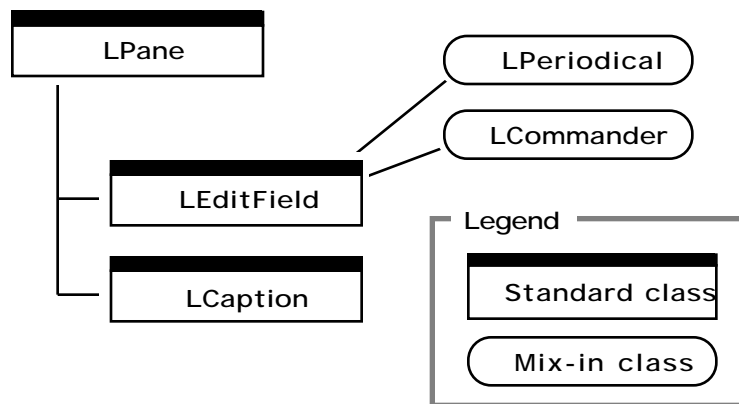 LPane
LPeriodical
LCommander
LEditField
LCaption
Legend
Standard class
Mix-in class